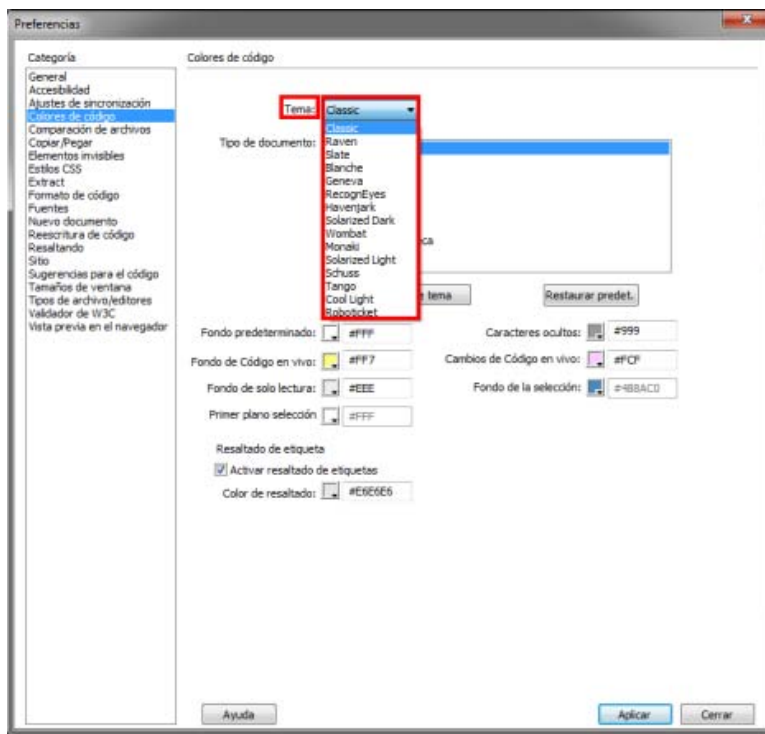 Preferencias
Categoría
General
Accesibilidad
Ajustes de sincronización
Colores de código
Comparación de archivos
Copiar/Pegar
Elementos invisibles
Estilos CSS
Extract
Formato de código
Fuentes
Nuevo documento
Reescritura de código
Resaltando
Sitio
Sugerencias para el código
Tamaños de ventana
Tipos de archivo/editores
Validador de W3C
Vista previa en el navegador
Colores de código
Tema: Classic
Classic
Raven
Slate
Blanche
Geneva
RecognEyes
Havenjark
Solarized Dark
Wombat
Monaki
Solarized Light
Schuss
Tango
Cool Light
Roboticket
Tipo de documento:
tema
Restaurar predet.
Fondo predeterminado: #FFF
Caracteres ocultos: #999
Fondo de Código en vivo: #FF7
Cambios de Código en vivo: #FCF
Fondo de solo lectura: #EEE
Fondo de la selección: #488AC0
Primer plano selección #FFF
Resaltado de etiqueta
Activar resaltado de etiquetas
Color de resaltado: #E6E6E6
Ayuda
Aplicar
Cerrar